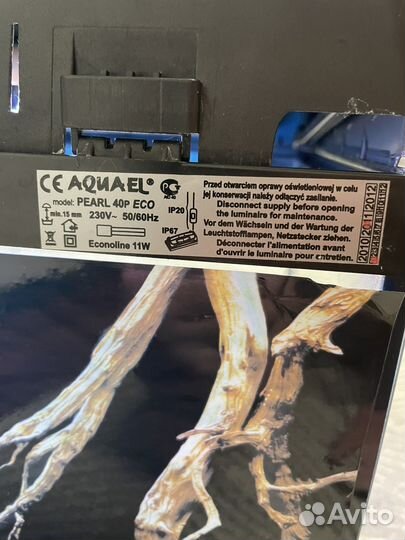 CE AQUAEL®
model: PEARL 40P ECO
min.15 mm 230V~ 50/60Hz
Econoline 11W
IP20
IP67
Przed otwarciem oprawy oświetleniowej w celu
jej konserwacji należy odłączyć zasilanie.
Disconnect supply before opening
the luminaire for maintenance.
Vor dem Wächsein und der Wartung der
Leuchtstofflampen, Netzstecker ziehen.
Déconnecter l'alimentation avant
d'ouvrir le luminaire pour entretien.
2010 2011 2012
Avito